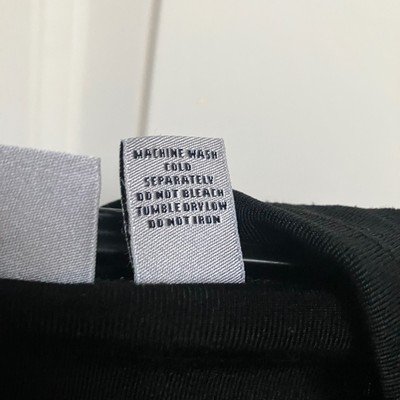 MACHINE WASH
COLD
SEPARATELY
DO NOT BLEACH
TUMBLE DRY LOW
DO NOT IRON